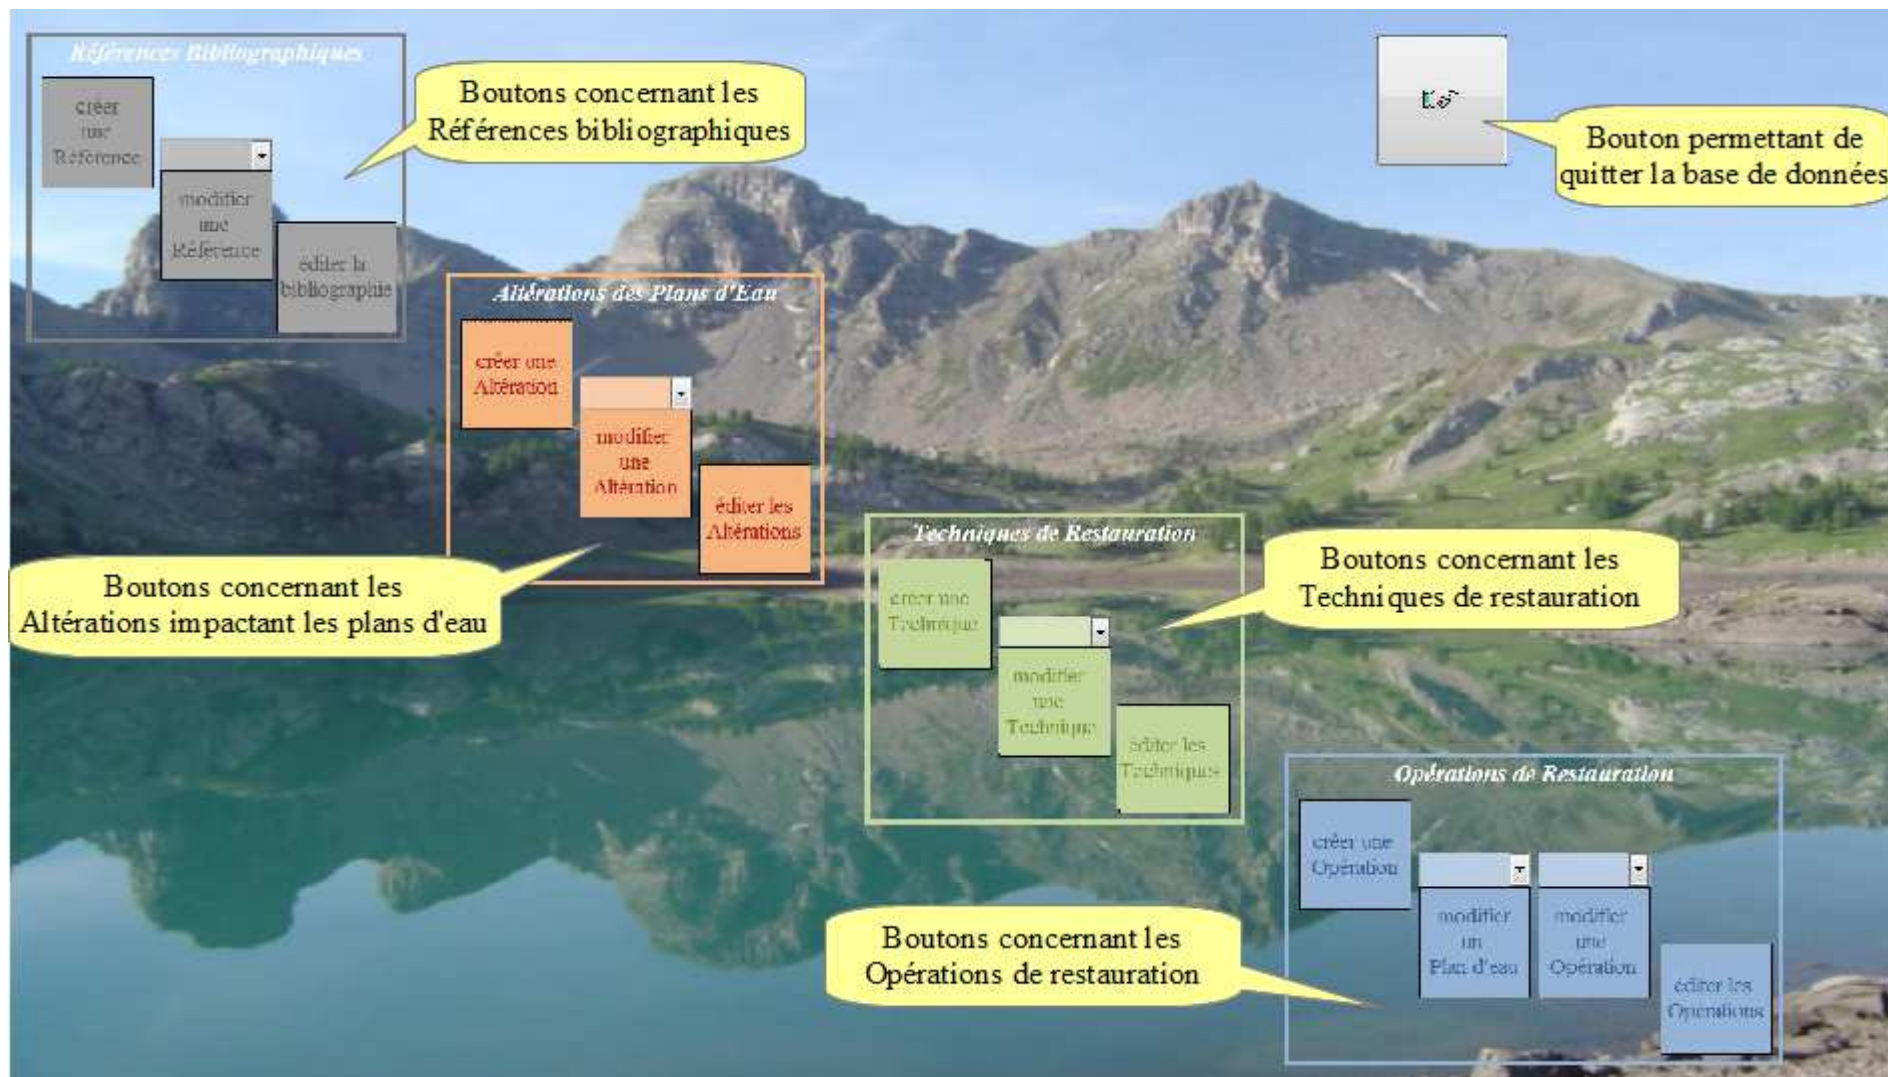 Références Bibliographiques
créer
une
Référence
modifier
une
Référence
éditer la
bibliographie
Boutons concernant les
Références bibliographiques
Bouton permettant de
quitter la base de données
Altérations des Plans d'Eau
créer une
Altération
modifier
une
Altération
éditer les
Altérations
Boutons concernant les
Altérations impactant les plans d'eau
Techniques de Restauration
créer une
Technique
modifier
une
Technique
éditer les
Techniques
Boutons concernant les
Techniques de restauration
Opérations de Restauration
créer une
Opération
modifier
un
Plan d'eau
modifier
une
Opération
éditer les
Opérations
Boutons concernant les
Opérations de restauration